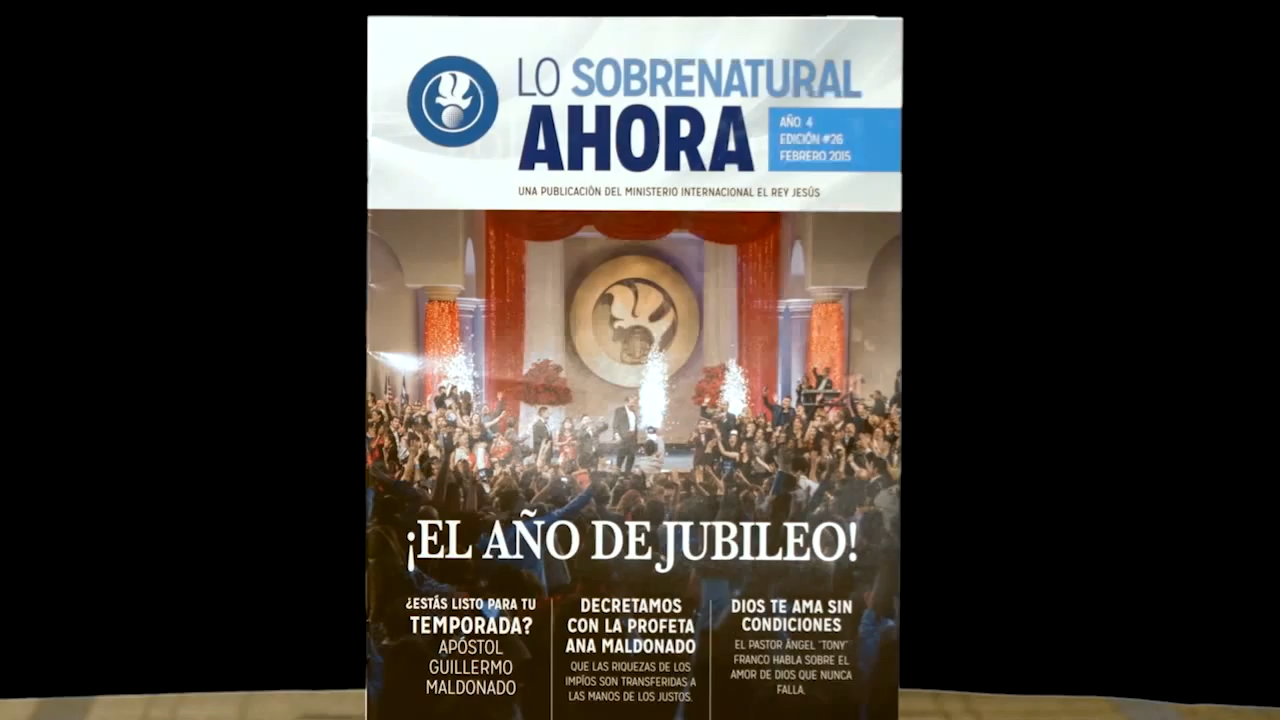 LO SOBRENATURAL
AHORA
AÑO 4
EDICIÓN #26
FEBRERO 2015
UNA PUBLICACIÓN DEL MINISTERIO INTERNACIONAL EL REY JESÚS
¡EL AÑO DE JUBILEO!
¿ESTÁS LISTO PARA TU
TEMPORADA?
APÓSTOL
GUILLERMO
MALDONADO
DECRETAMOS
CON LA PROFETA
ANA MALDONADO
QUE LAS RIQUEZAS DE LOS
IMPÍOS SON TRANSFERIDAS A
LAS MANOS DE LOS JUSTOS.
DIOS TE AMA SIN
CONDICIONES
EL PASTOR ÁNGEL "TONY"
FRANCO HABLA SOBRE EL
AMOR DE DIOS QUE NUNCA
FALLA.